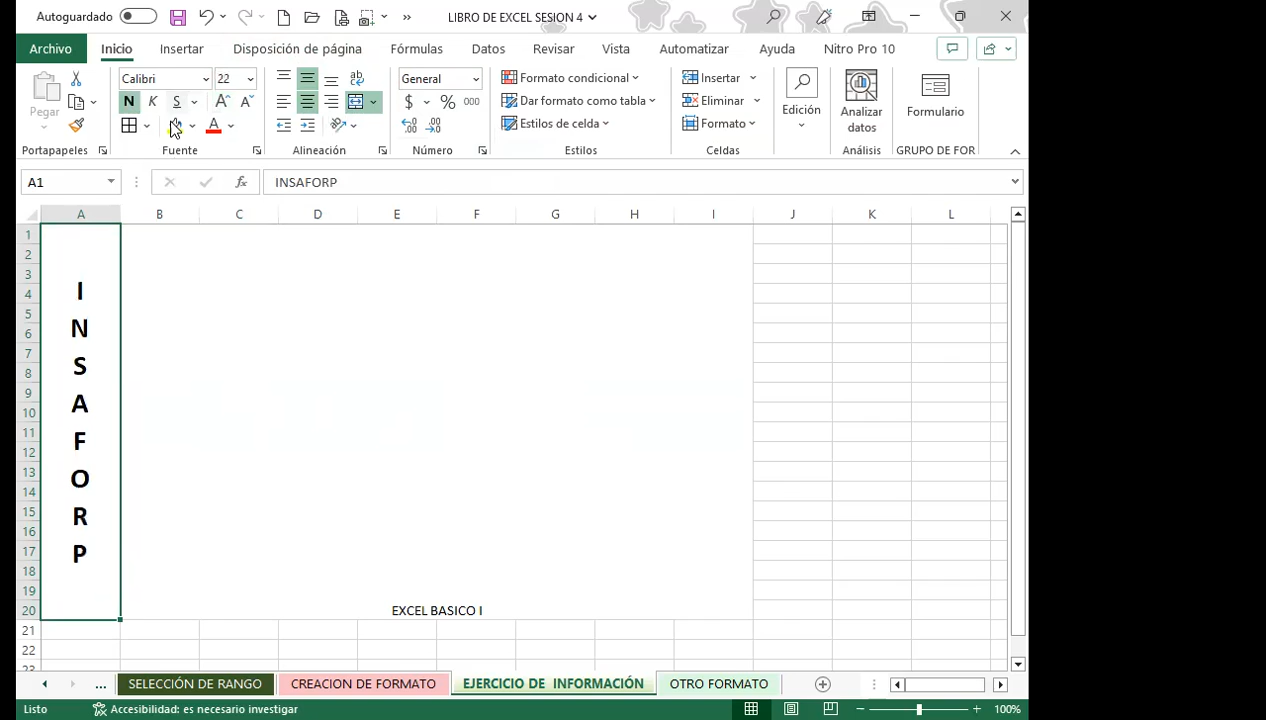 Autoguardado
LIBRO DE EXCEL SESION 4
Archivo Inicio Insertar Disposición de página Fórmulas Datos Revisar Vista Automatizar Ayuda Nitro Pro 10
Pegar
Portapapeles
Calibri 22
N K S A A
A
Fuente
ab
Alineación
General
$ % 000
Número
Formato condicional
Dar formato como tabla
Estilos de celda
Estilos
Insertar
Eliminar
Formato
Celdas
Edición
Analizar
datos
Análisis
Formulario
GRUPO DE FOR
A1 fx INSAFORP
A B C D E F G H I J K L
1
2
3
4
5
6
7
8
9
10
11
12
13
14
15
16
17
18
19
20
21
22
23
I
N
S
A
F
O
R
P
EXCEL BASICO I
... SELECCIÓN DE RANGO CREACION DE FORMATO EJERCICIO DE INFORMACIÓN OTRO FORMATO
Listo Accesibilidad: es necesario investigar 100%